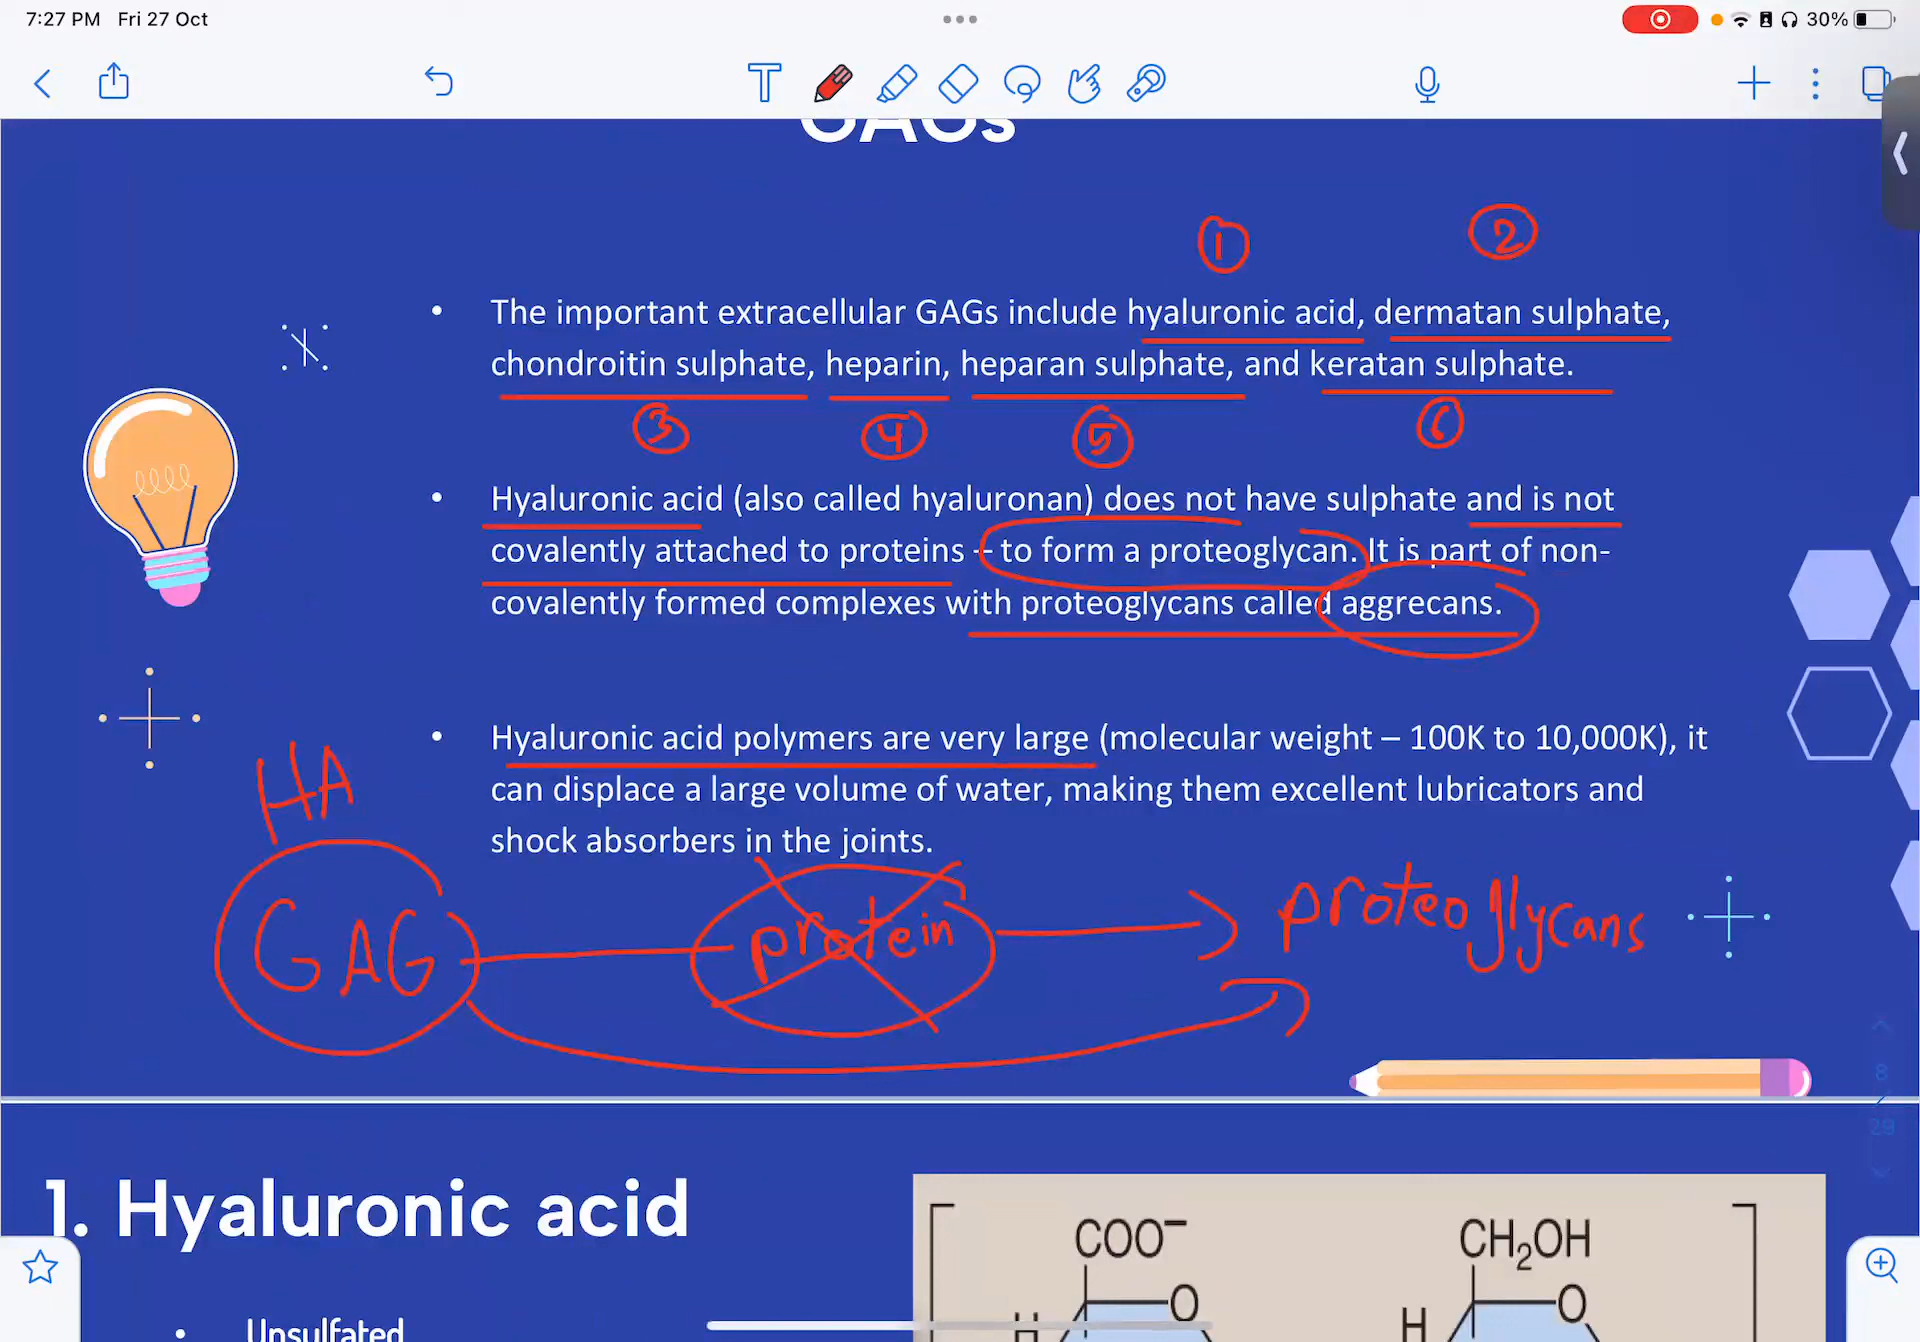 7:27 PM Fri 27 Oct
30%
GAGs
1
2
• The important extracellular GAGs include hyaluronic acid, dermatan sulphate,
chondroitin sulphate, heparin, heparan sulphate, and keratan sulphate.
3 4 5 6
• Hyaluronic acid (also called hyaluronan) does not have sulphate and is not
covalently attached to proteins – to form a proteoglycan. It is part of non-
covalently formed complexes with proteoglycans called aggrecans.
• Hyaluronic acid polymers are very large (molecular weight – 100K to 10,000K), it
can displace a large volume of water, making them excellent lubricators and
shock absorbers in the joints.
HA
GAG protein proteoglycans
8
/
29
1. Hyaluronic acid
COO⁻ CH₂OH
O O
H H
• Unsulfated